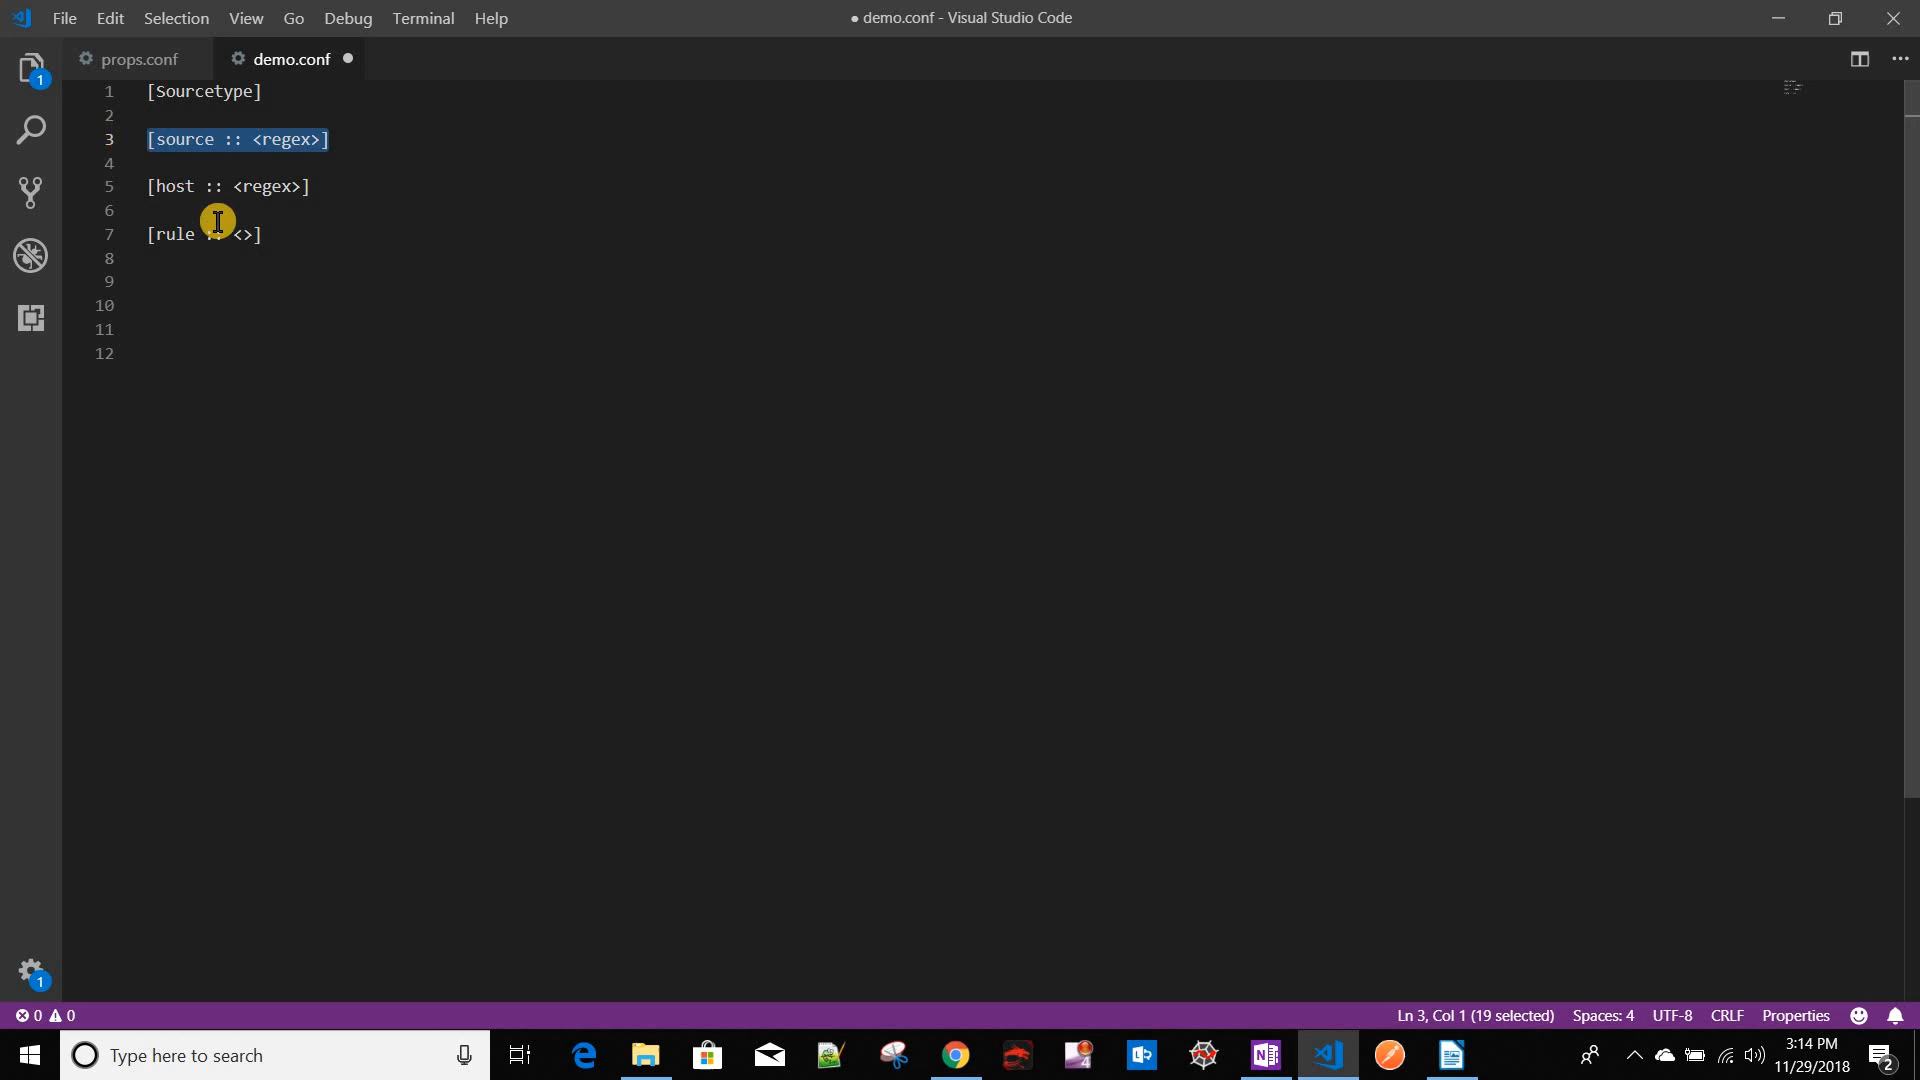 File Edit Selection View Go Debug Terminal Help
● demo.conf - Visual Studio Code
props.conf
demo.conf
1
1 [Sourcetype]
2
3 [source :: <regex>]
4
5 [host :: <regex>]
6
7 [rule :: <>]
8
9
10
11
12
1
0 0
Ln 3, Col 1 (19 selected) Spaces: 4 UTF-8 CRLF Properties
Type here to search
3:14 PM
11/29/2018
2